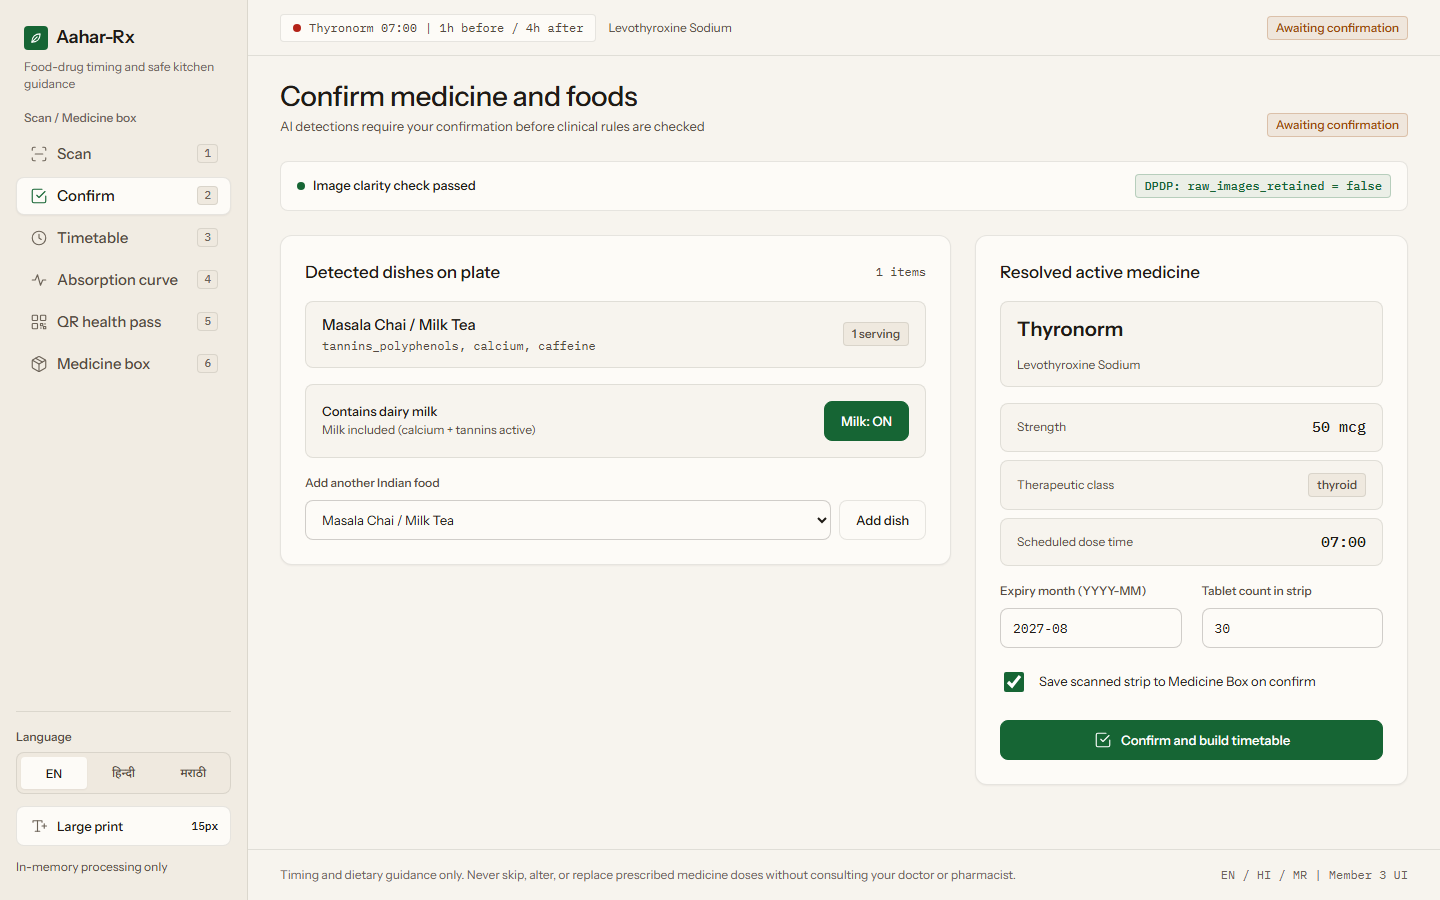 Aahar-Rx
Food-drug timing and safe kitchen
guidance
Scan / Medicine box
Scan 1
Confirm 2
Timetable 3
Absorption curve 4
QR health pass 5
Medicine box 6
Language
EN हिन्दी मराठी
Large print 15px
In-memory processing only
Thyronorm 07:00 | 1h before / 4h after Levothyroxine Sodium Awaiting confirmation
Confirm medicine and foods
AI detections require your confirmation before clinical rules are checked Awaiting confirmation
Image clarity check passed DPDP: raw_images_retained = false
Detected dishes on plate 1 items
Masala Chai / Milk Tea
tannins_polyphenols, calcium, caffeine
1 serving
Contains dairy milk
Milk included (calcium + tannins active)
Milk: ON
Add another Indian food
Masala Chai / Milk Tea Add dish
Resolved active medicine
Thyronorm
Levothyroxine Sodium
Strength 50 mcg
Therapeutic class thyroid
Scheduled dose time 07:00
Expiry month (YYYY-MM) Tablet count in strip
2027-08 30
Save scanned strip to Medicine Box on confirm
Confirm and build timetable
Timing and dietary guidance only. Never skip, alter, or replace prescribed medicine doses without consulting your doctor or pharmacist. EN / HI / MR | Member 3 UI